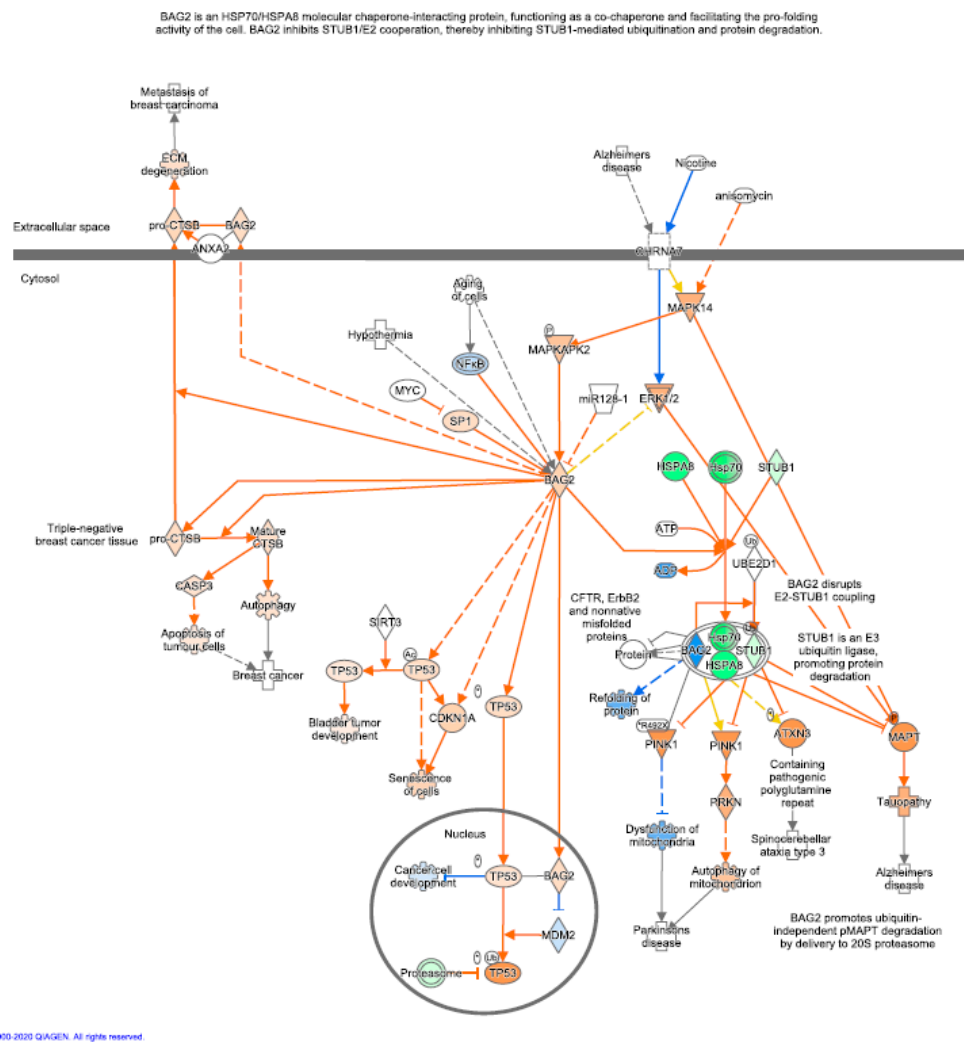 BAG2 is an HSP70/HSPA8 molecular chaperone-interacting protein, functioning as a co-chaperone and facilitating the pro-folding
activity of the cell. BAG2 inhibits STUB1/E2 cooperation, thereby inhibiting STUB1-mediated ubiquitination and protein degradation.
Metastasis of
breast carcinoma
ECM
degeneration
Alzheimers
disease
Nicotine
anisomycin
Extracellular space
pro-CTSB
BAG2
ANXA2
CHRNA7
Cytosol
Aging
of cells
MAPK14
Hypothermia
P
MAPKAPK2
NFκB
MYC
SP1
miR128-1
ERK1/2
BAG2
HSPA8
Hsp70
STUB1
Triple-negative
breast cancer tissue
pro-CTSB
Mature
CTSB
ATP
Ub
UBE2D1
ADP
CASP3
Autophagy
BAG2 disrupts
E2-STUB1 coupling
CFTR, ErbB2
and nonnative
misfolded
proteins
Apoptosis of
tumour cells
Breast cancer
SIRT3
Ac
TP53
TP53
Protein
BAG2
Hsp70
HSPA8
Ub
STUB1
STUB1 is an E3
ubiquitin ligase,
promoting protein
degradation
Refolding of
protein
Bladder tumor
development
CDKN1A
TP53
*R492X
PINK1
PINK1
ATXN3
P
MAPT
Senescence
of cells
Containing
pathogenic
polyglutamine
repeat
PRKN
Tauopathy
Nucleus
Dysfunction of
mitochondria
Spinocerebellar
ataxia type 3
Cancer cell
development
TP53
BAG2
Autophagy of
mitochondrion
Alzheimers
disease
MDM2
Parkinsons
disease
BAG2 promotes ubiquitin-
independent pMAPT degradation
by delivery to 20S proteasome
Proteasome
Ub
TP53
00-2020 QIAGEN. All rights reserved.